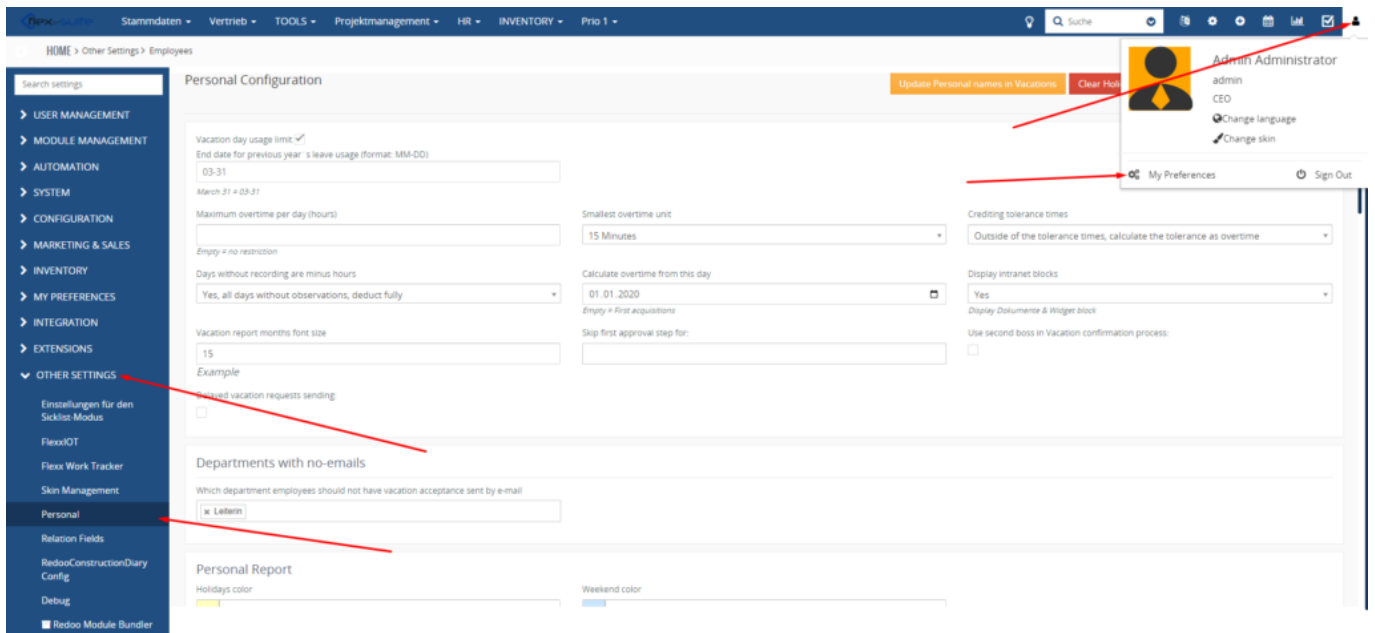 flexxsuite Stammdaten Vertrieb TOOLS Projektmanagement HR INVENTORY Prio 1 Suche
HOME > Other Settings > Employees
Search settings
USER MANAGEMENT
MODULE MANAGEMENT
AUTOMATION
SYSTEM
CONFIGURATION
MARKETING & SALES
INVENTORY
MY PREFERENCES
INTEGRATION
EXTENSIONS
OTHER SETTINGS
Einstellungen für den
Sicklist-Modus
FlexxIOT
Flexx Work Tracker
Skin Management
Personal
Relation Fields
RedooConstructionDiary
Config
Debug
Redoo Module Bundler
Personal Configuration
Update Personal names in Vacations Clear Holi
Admin Administrator
admin
CEO
Change language
Change skin
My Preferences Sign Out
Vacation day usage limit
End date for previous year`s leave usage (format: MM-DD)
03-31
March 31 = 03-31
Maximum overtime per day (hours) Smallest overtime unit Crediting tolerance times
15 Minutes Outside of the tolerance times, calculate the tolerance as overtime
Empty = no restriction
Days without recording are minus hours Calculate overtime from this day Display intranet blocks
Yes, all days without observations, deduct fully 01.01.2020 Yes
Empty = First acquisitions Display Dokumente & Widget block
Vacation report months font size Skip first approval step for: Use second boss in Vacation confirmation process:
15
Example
Delayed vacation requests sending:
Departments with no-emails
Which department employees should not have vacation acceptance sent by e-mail
× Leiterin
Personal Report
Holidays color Weekend color